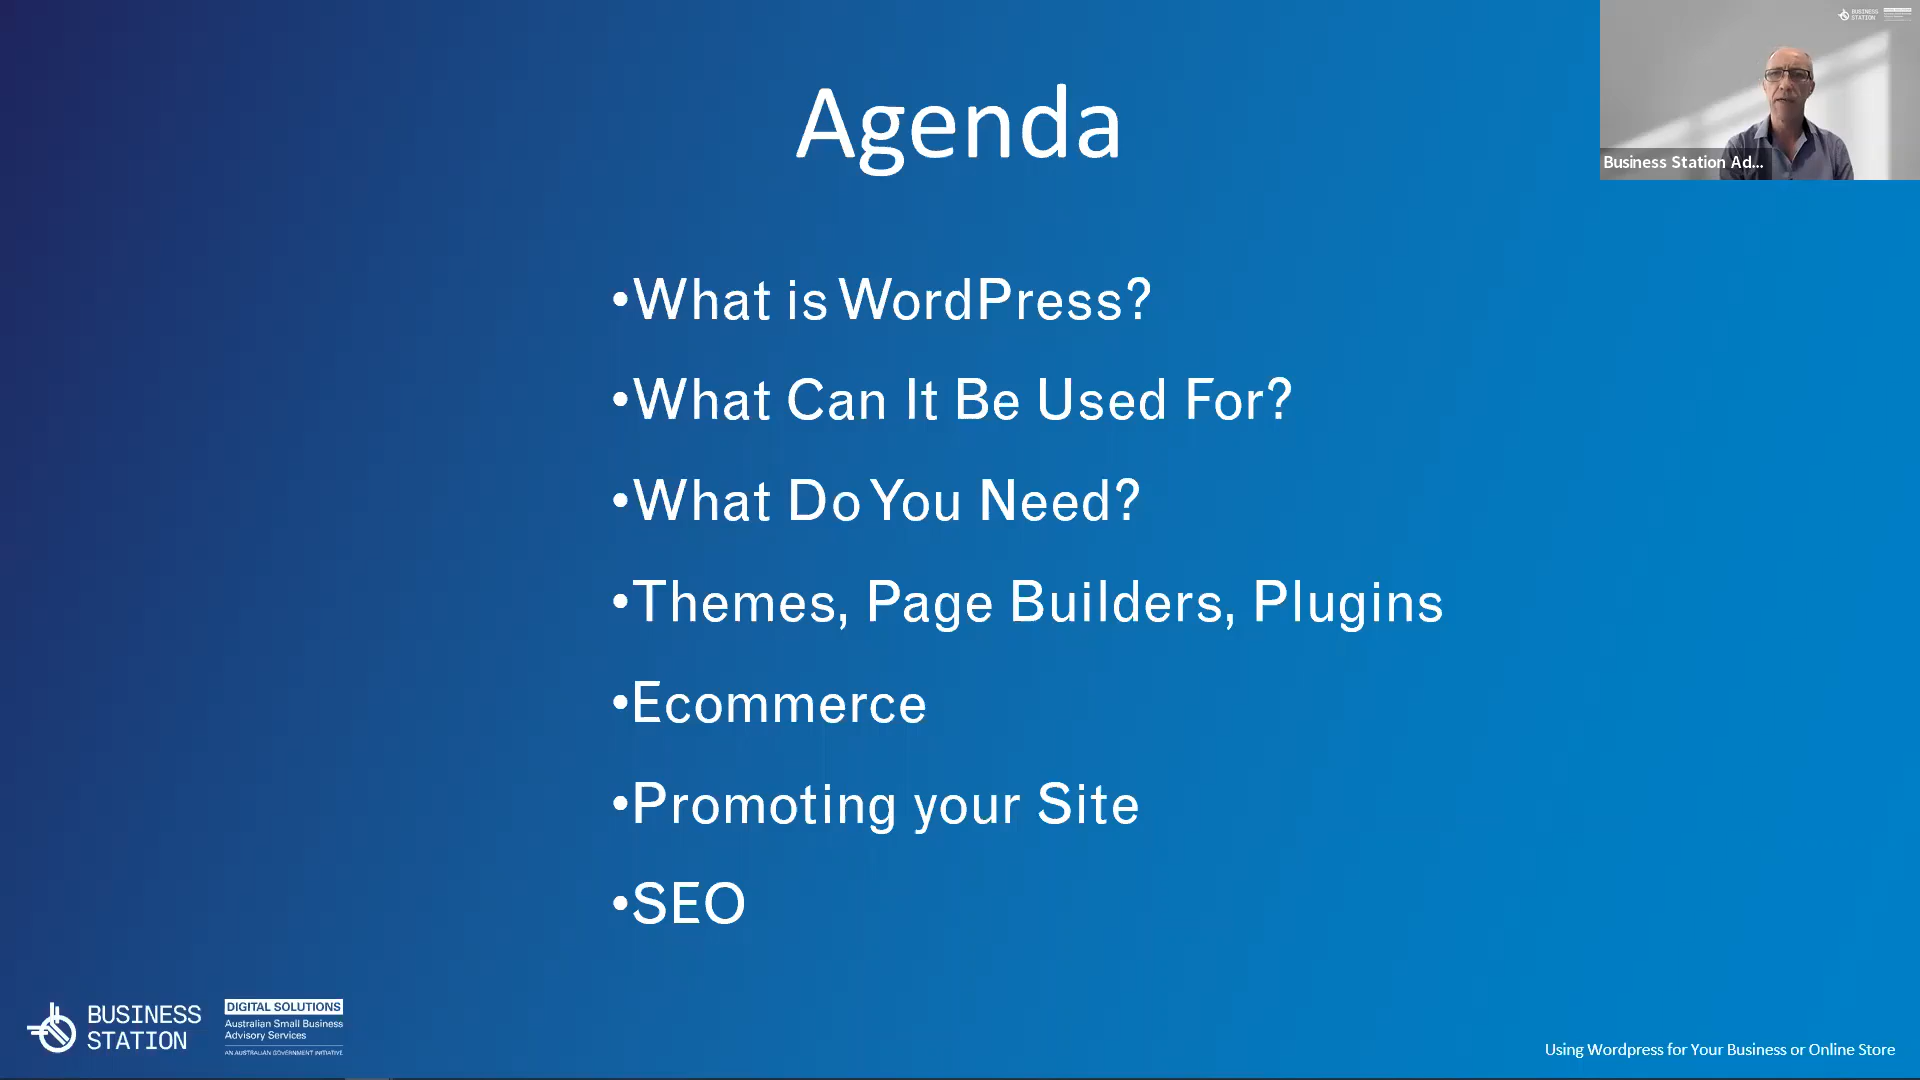 BUSINESS
STATION
Agenda
Business Station Ad...
•What is WordPress?
•What Can It Be Used For?
•What Do You Need?
•Themes, Page Builders, Plugins
•Ecommerce
•Promoting your Site
•SEO
BUSINESS
STATION
DIGITAL SOLUTIONS
Australian Small Business
Advisory Services
AN AUSTRALIAN GOVERNMENT INITIATIVE
Using Wordpress for Your Business or Online Store